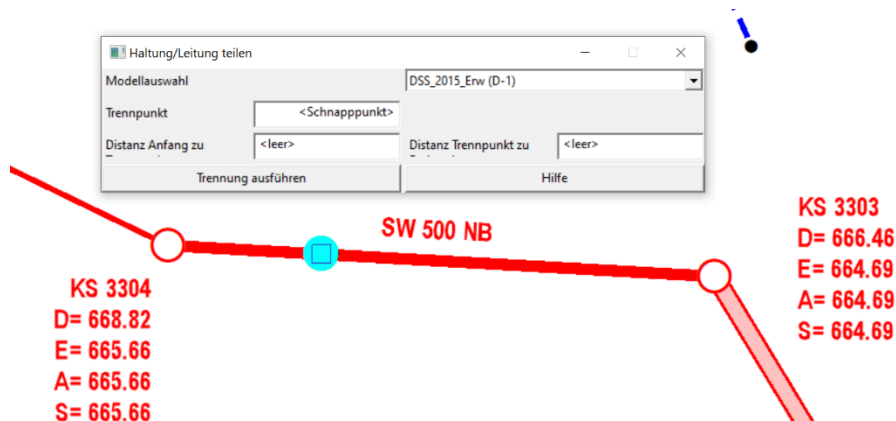 Haltung/Leitung teilen
Modellauswahl
DSS_2015_Erw (D-1)
Trennpunkt
<Schnapppunkt>
Distanz Anfang zu
<leer>
Distanz Trennpunkt zu
<leer>
Trennung ausführen
Hilfe
SW 500 NB
KS 3304
D= 668.82
E= 665.66
A= 665.66
S= 665.66
KS 3303
D= 666.46
E= 664.69
A= 664.69
S= 664.69